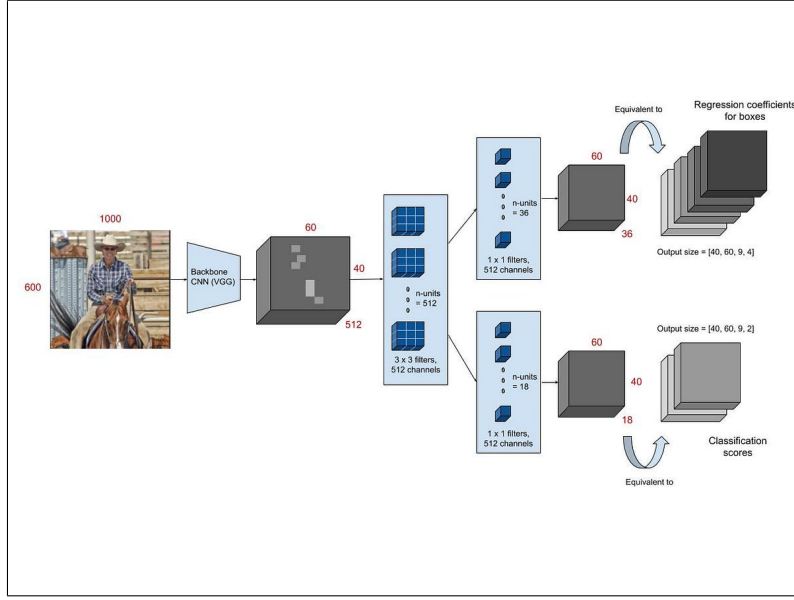 1000
600
Backbone
CNN (VGG)
60
40
512
n-units
= 512
3 x 3 filters,
512 channels
n-units
= 36
1 x 1 filters,
512 channels
60
40
36
Equivalent to
Regression coefficients
for boxes
Output size = [40, 60, 9, 4]
n-units
= 18
1 x 1 filters,
512 channels
60
40
18
Equivalent to
Output size = [40, 60, 9, 2]
Classification
scores